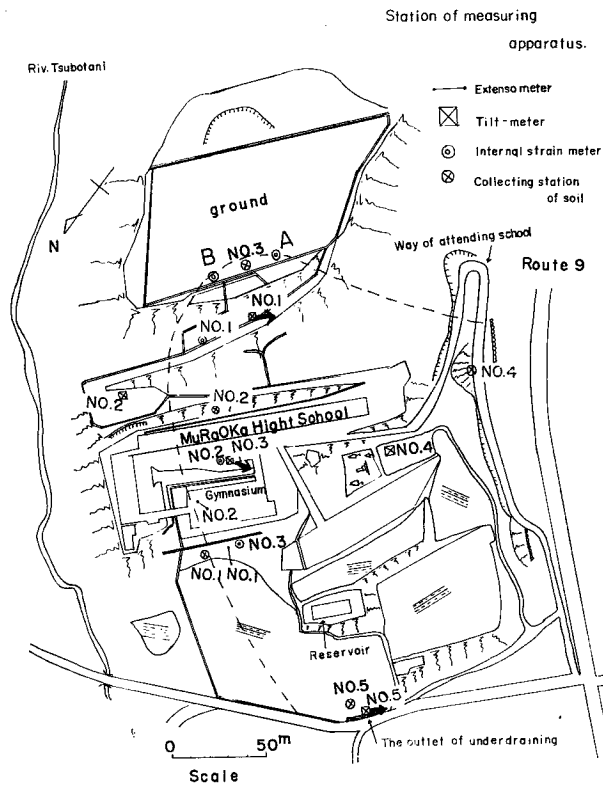 Station of measuring
apparatus.
Riv. Tsubotani
Extenso meter
Tilt-meter
Internal strain meter
Collecting station
of soil
N
ground
Way of attending school
Route 9
B
NO.3
A
NO.1
NO.1
NO.4
NO.2
NO.2
MuRaOKa Hight School
NO.2
NO.3
NO.4
Gymnasium
NO.2
NO.3
NO.1
NO.1
Reservoir
NO.5
NO.5
The outlet of underdraining
0 50m
Scale